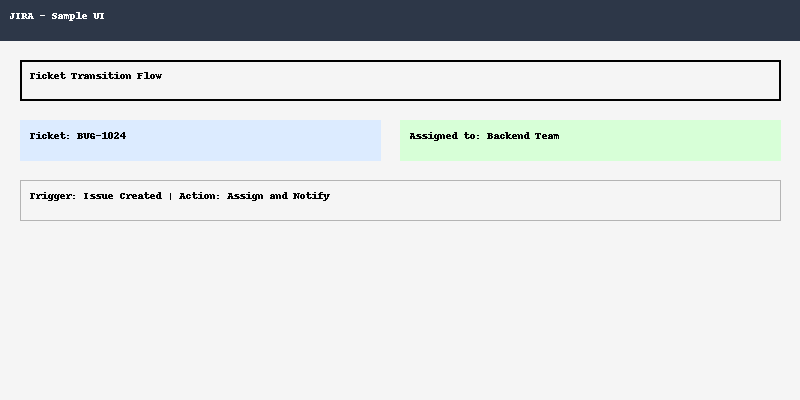 JIRA - Sample UI
Ticket Transition Flow
Ticket: BUG-1024
Assigned to: Backend Team
Trigger: Issue Created | Action: Assign and Notify